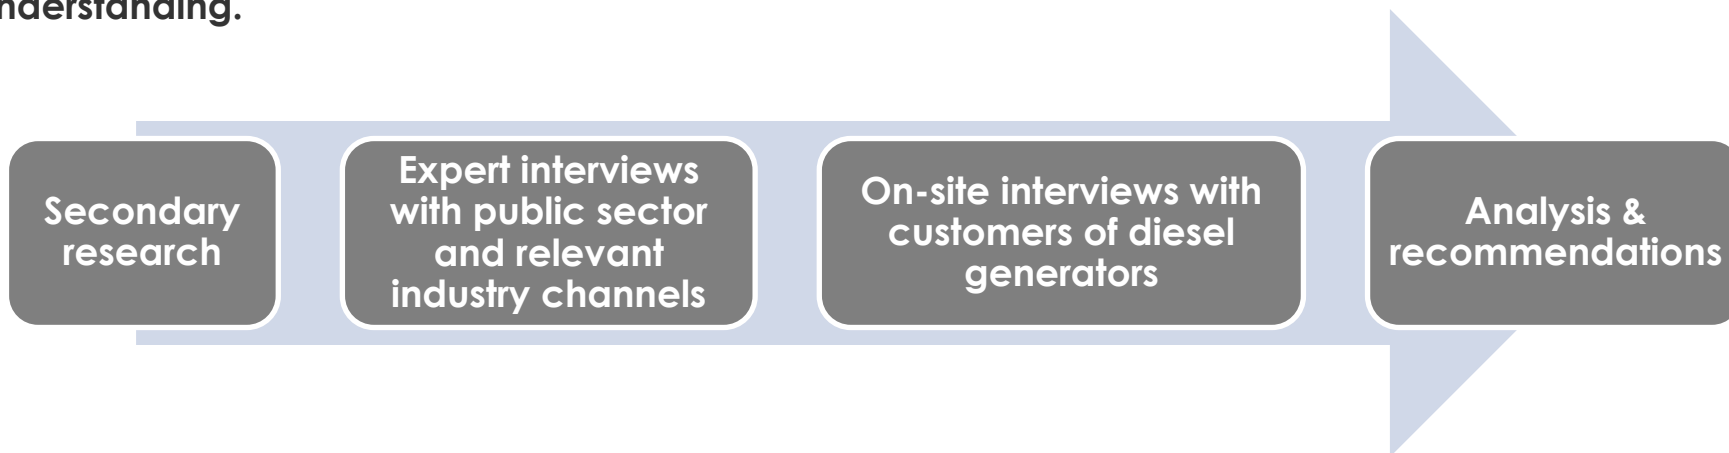 nderstanding.
Secondary
research
Expert interviews
with public sector
and relevant
industry channels
On-site interviews with
customers of diesel
generators
Analysis &
recommendations